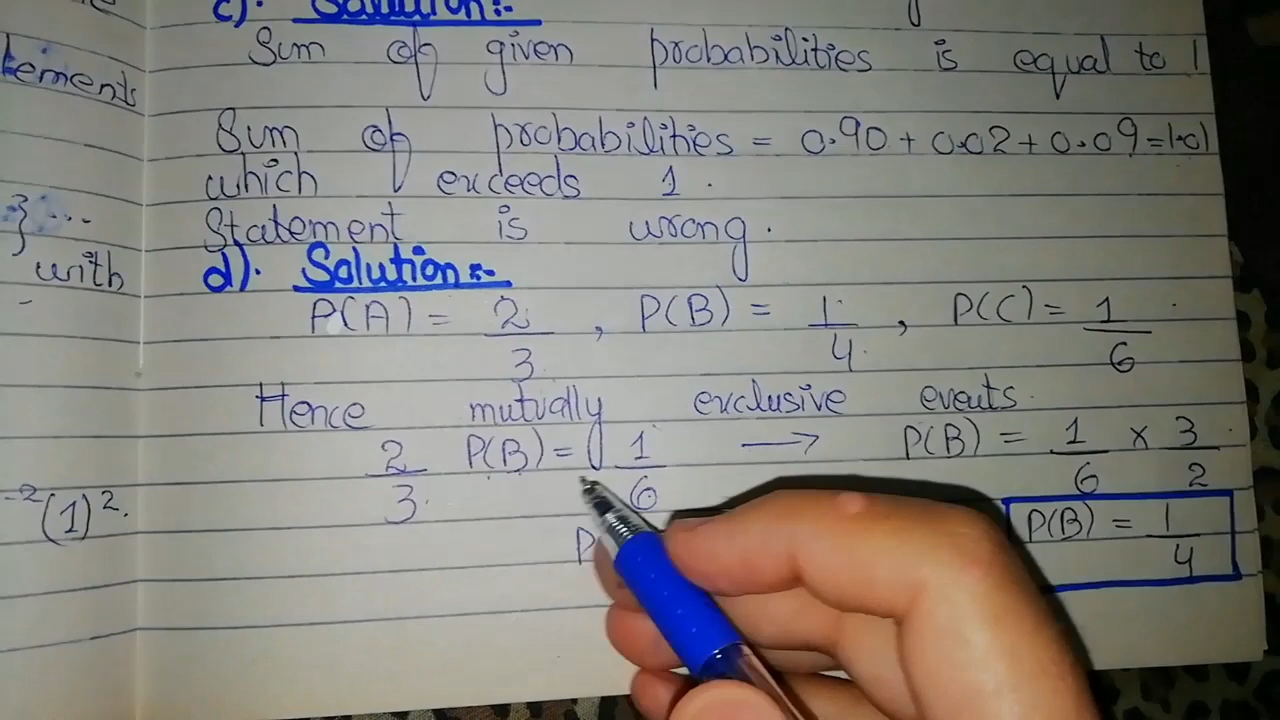 c). Solution:-
Sum of given probabilities is equal to 1
tements
Sum of probabilities = 0.90 + 0.02 + 0.09 = 1.01
which exceeds 1.
} ...
Statement is wrong.
with
d). Solution:-
P(A) = 2/3 , P(B) = 1/4 , P(C) = 1/6
Hence mutually exclusive events.
2/3 P(B) = 1/6 → P(B) = 1/6 × 3/2
-2(1)2.
P(B) = 1/4